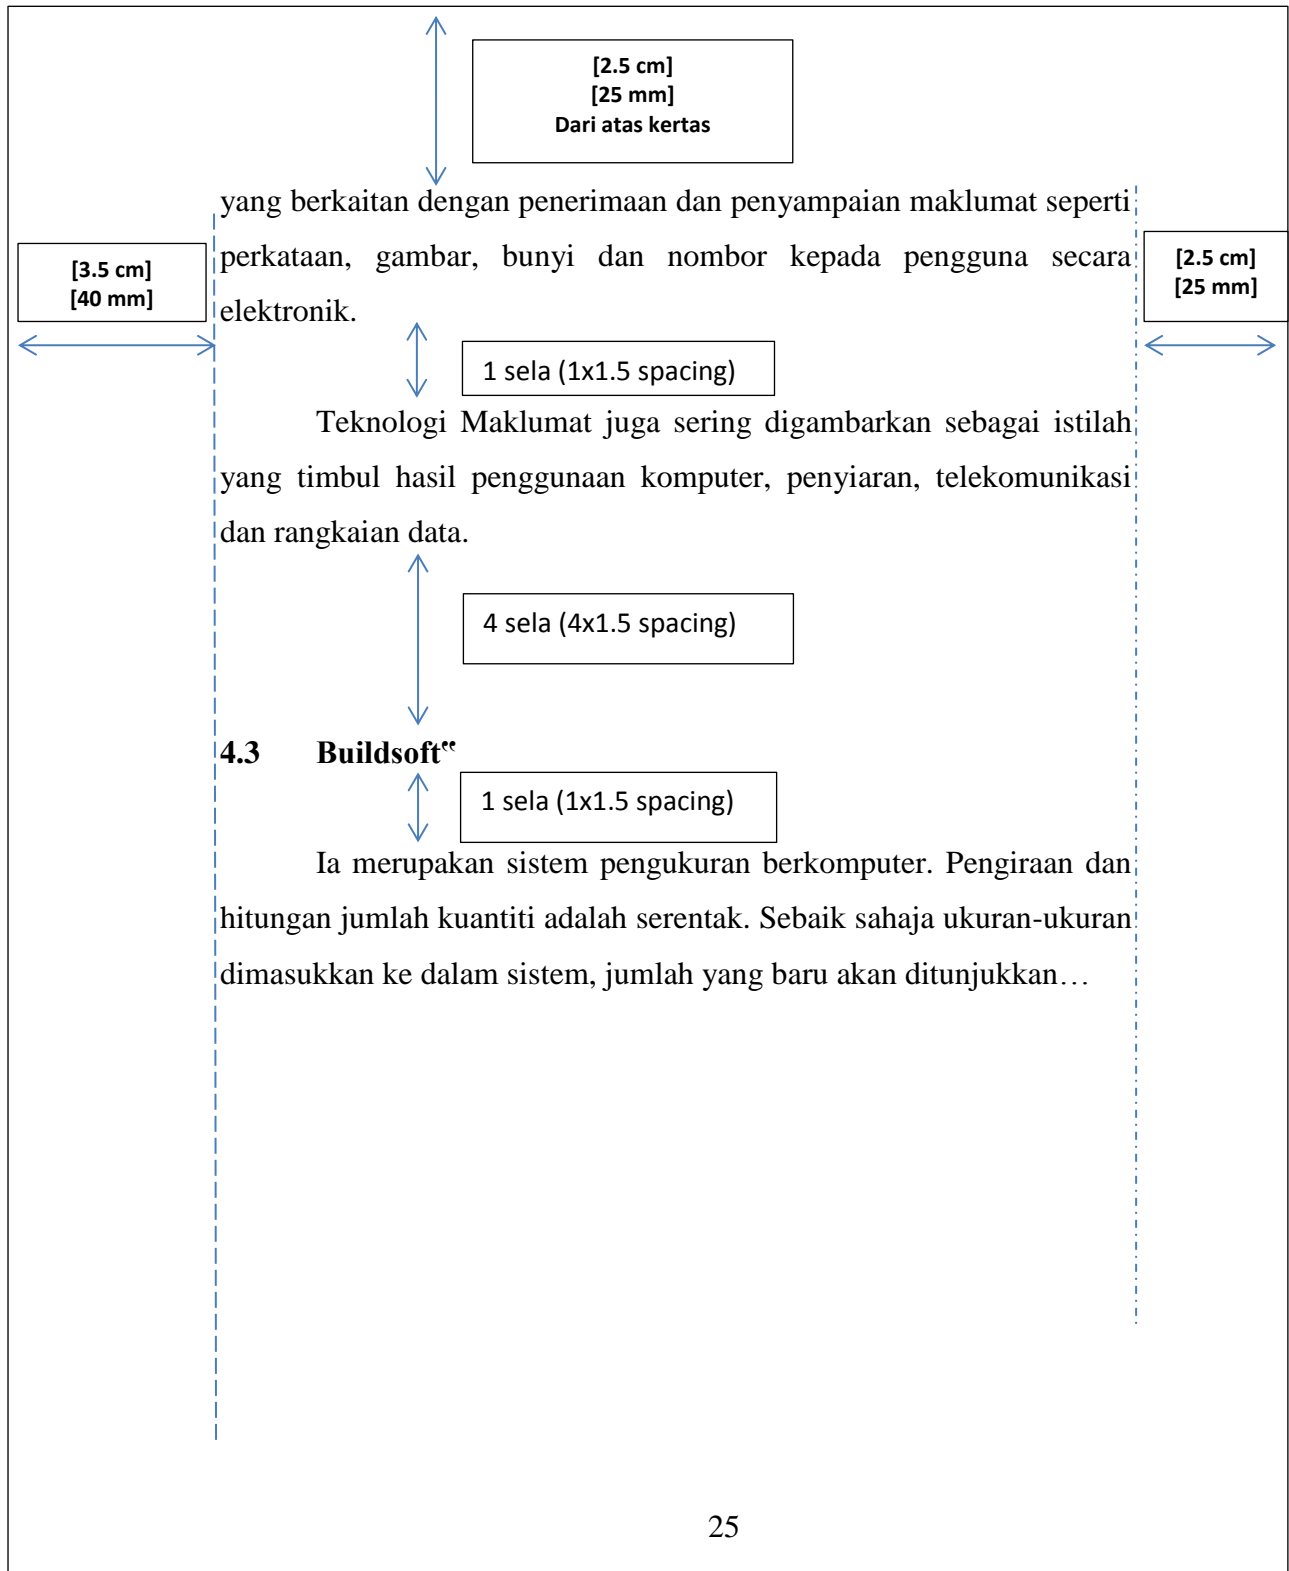 [2.5 cm]
[25 mm]
Dari atas kertas
yang berkaitan dengan penerimaan dan penyampaian maklumat seperti
perkataan, gambar, bunyi dan nombor kepada pengguna secara
elektronik.
[3.5 cm]
[40 mm]
[2.5 cm]
[25 mm]
1 sela (1x1.5 spacing)
Teknologi Maklumat juga sering digambarkan sebagai istilah
yang timbul hasil penggunaan komputer, penyiaran, telekomunikasi
dan rangkaian data.
4 sela (4x1.5 spacing)
4.3 Buildsoft‟
1 sela (1x1.5 spacing)
Ia merupakan sistem pengukuran berkomputer. Pengiraan dan
hitungan jumlah kuantiti adalah serentak. Sebaik sahaja ukuran-ukuran
dimasukkan ke dalam sistem, jumlah yang baru akan ditunjukkan…
25